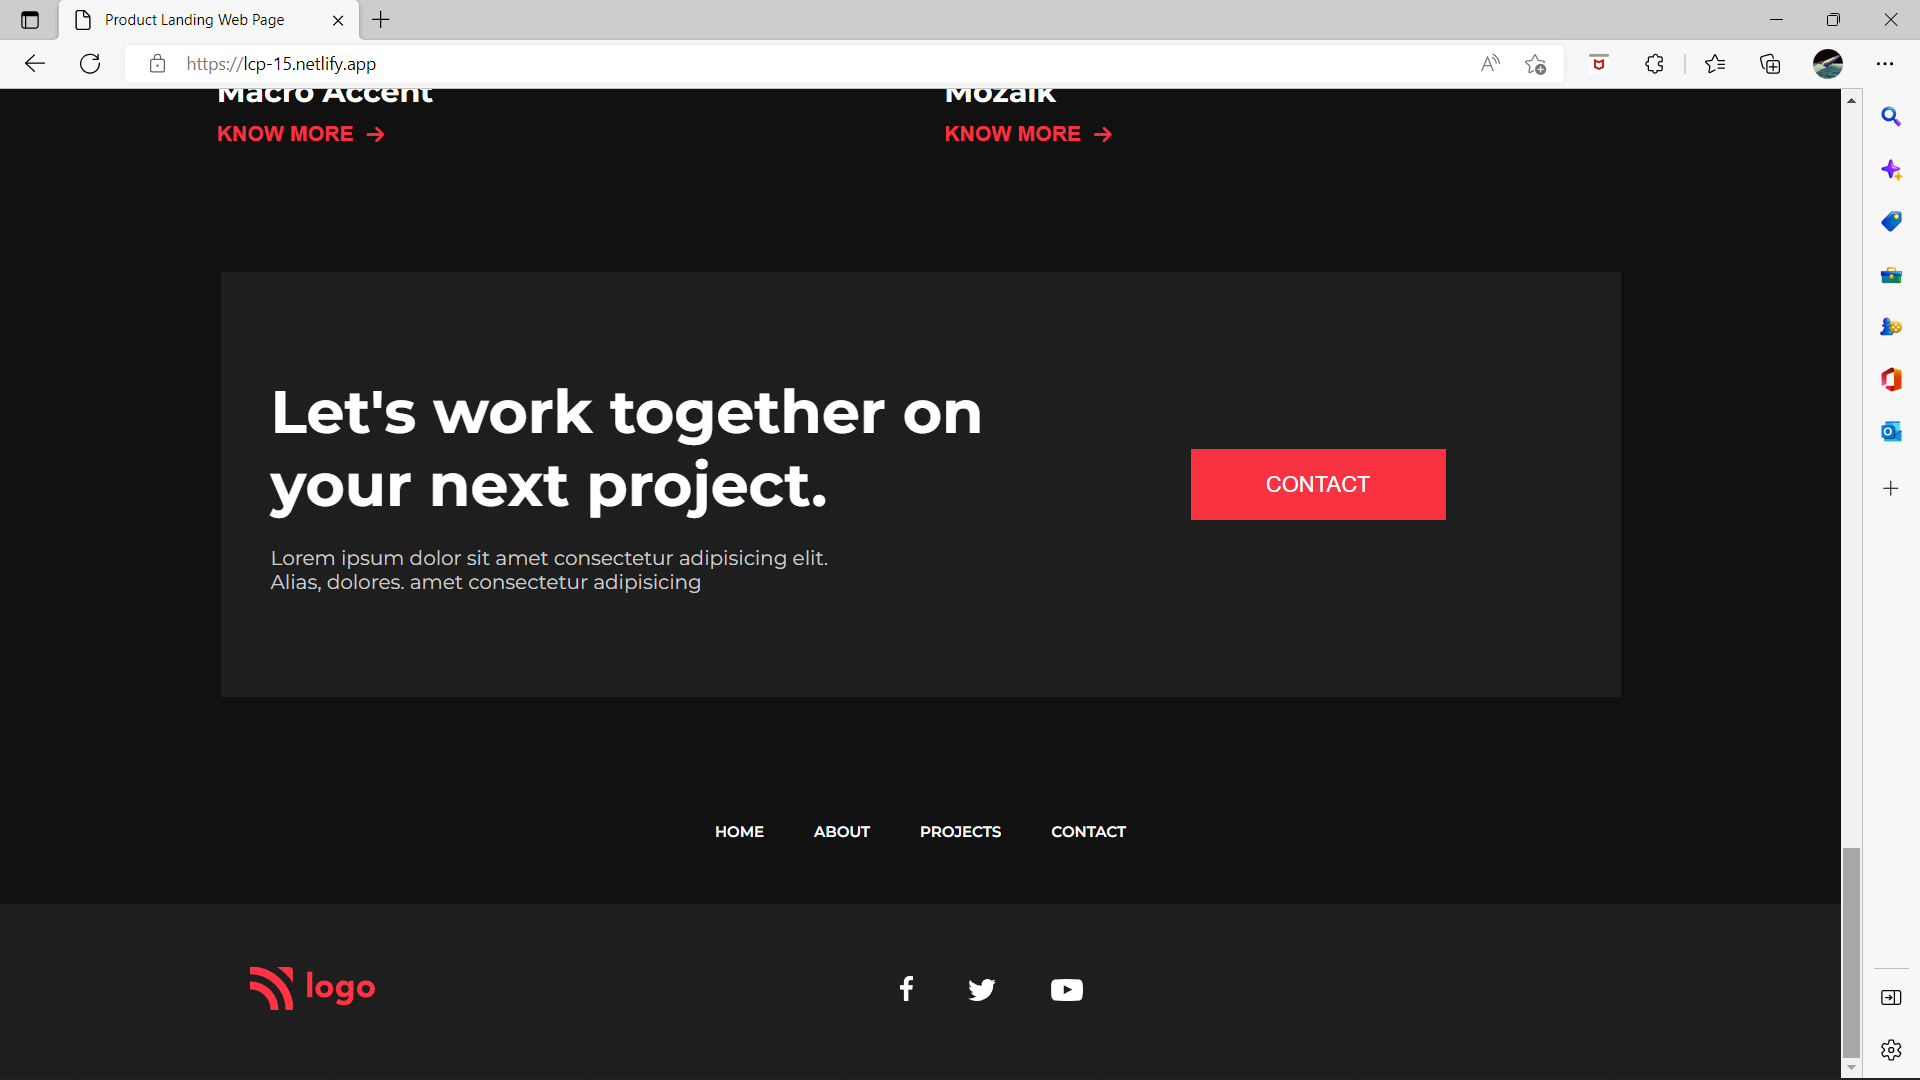 Product Landing Web Page
https://lcp-15.netlify.app
Macro Accent
Mozaik
KNOW MORE →
KNOW MORE →
Let's work together on
your next project.
Lorem ipsum dolor sit amet consectetur adipisicing elit.
Alias, dolores. amet consectetur adipisicing
CONTACT
HOME ABOUT PROJECTS CONTACT
logo